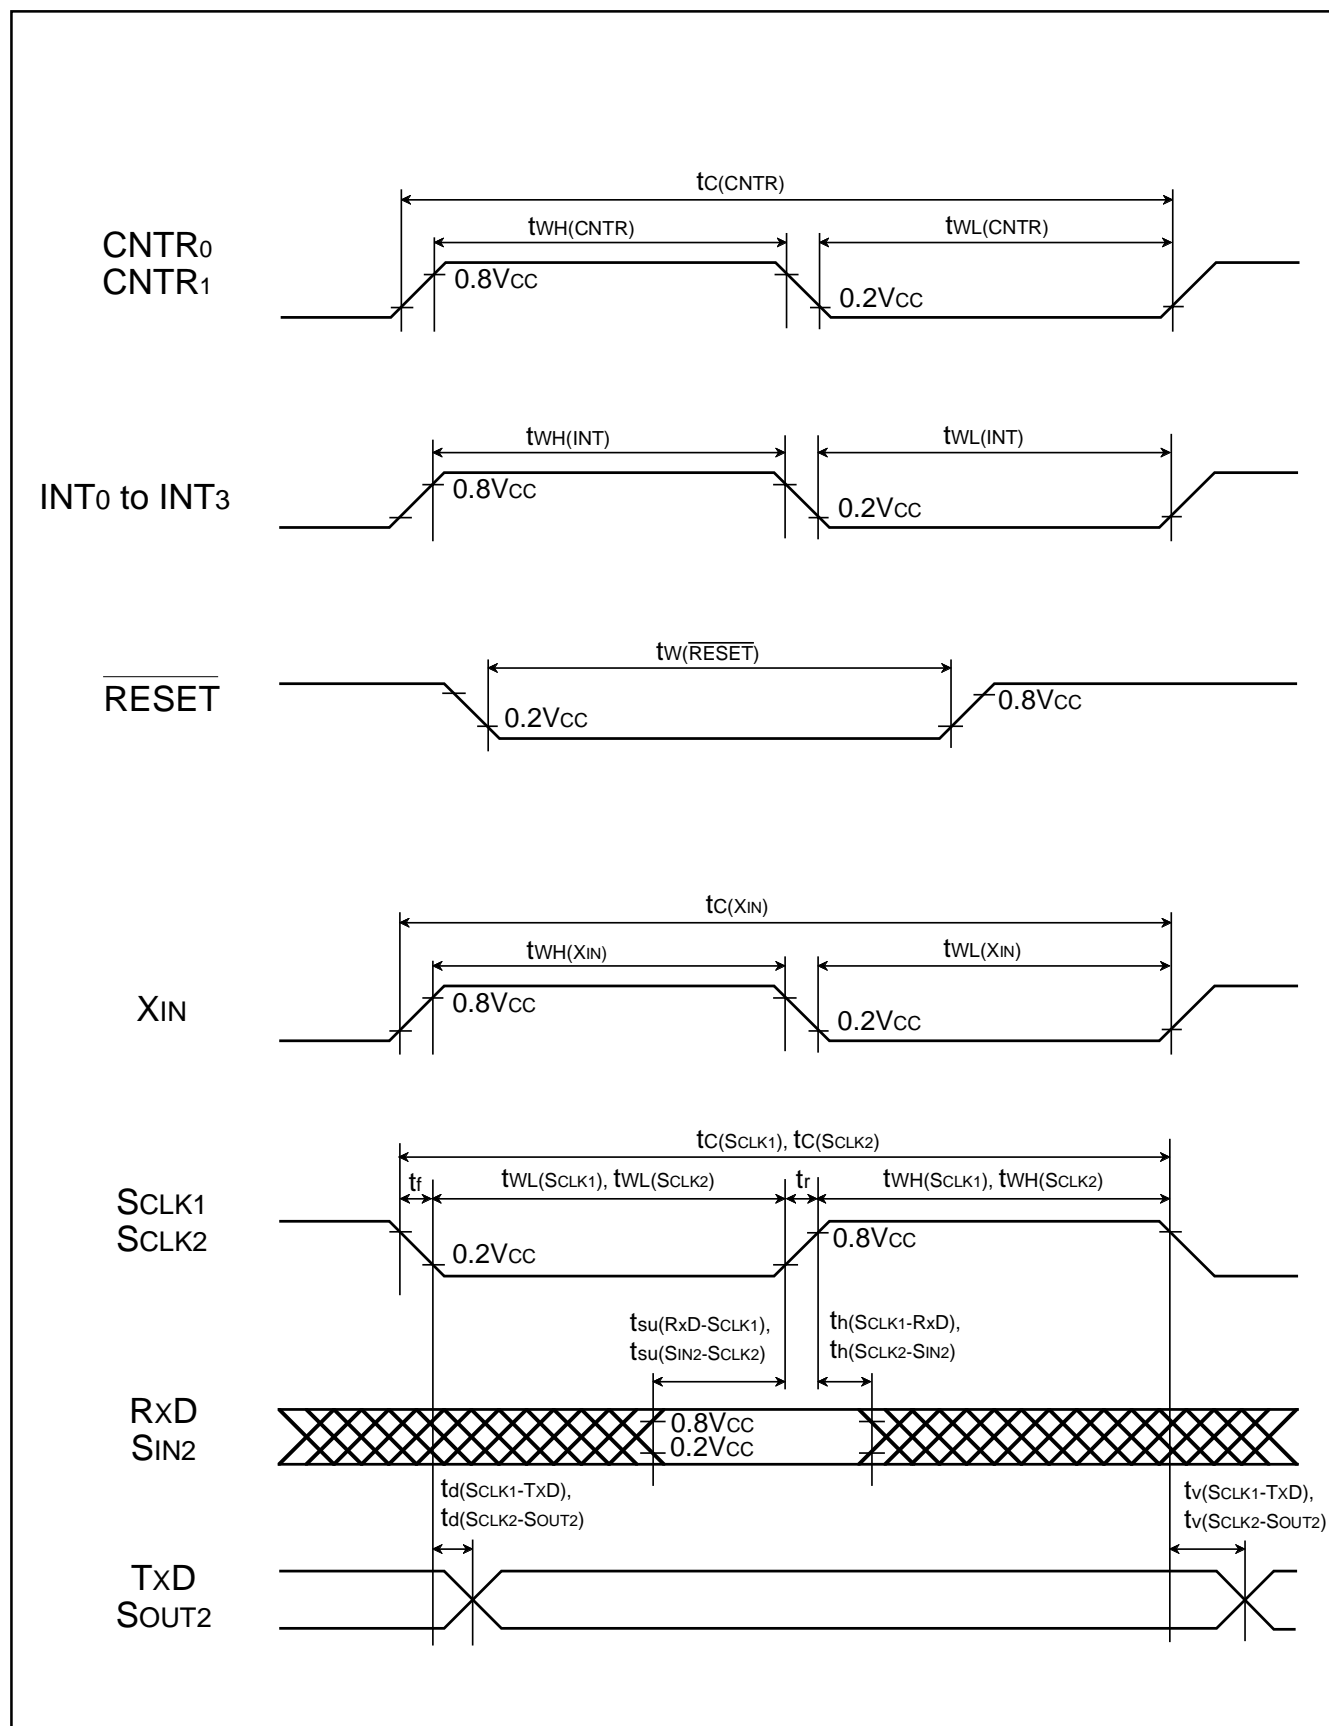 tC(CNTR)
CNTR0
CNTR1
tWH(CNTR)
tWL(CNTR)
0.8VCC
0.2VCC
tWH(INT)
tWL(INT)
INT0 to INT3
0.8VCC
0.2VCC
tW(RESET)
RESET
0.2VCC
0.8VCC
tC(XIN)
tWH(XIN)
tWL(XIN)
XIN
0.8VCC
0.2VCC
tC(SCLK1), tC(SCLK2)
tf
tWL(SCLK1), tWL(SCLK2)
tr
tWH(SCLK1), tWH(SCLK2)
SCLK1
SCLK2
0.2VCC
0.8VCC
tsu(RxD-SCLK1),
tsu(SIN2-SCLK2)
th(SCLK1-RxD),
th(SCLK2-SIN2)
RXD
SIN2
0.8VCC
0.2VCC
td(SCLK1-TXD),
td(SCLK2-SOUT2)
tv(SCLK1-TXD),
tv(SCLK2-SOUT2)
TXD
SOUT2